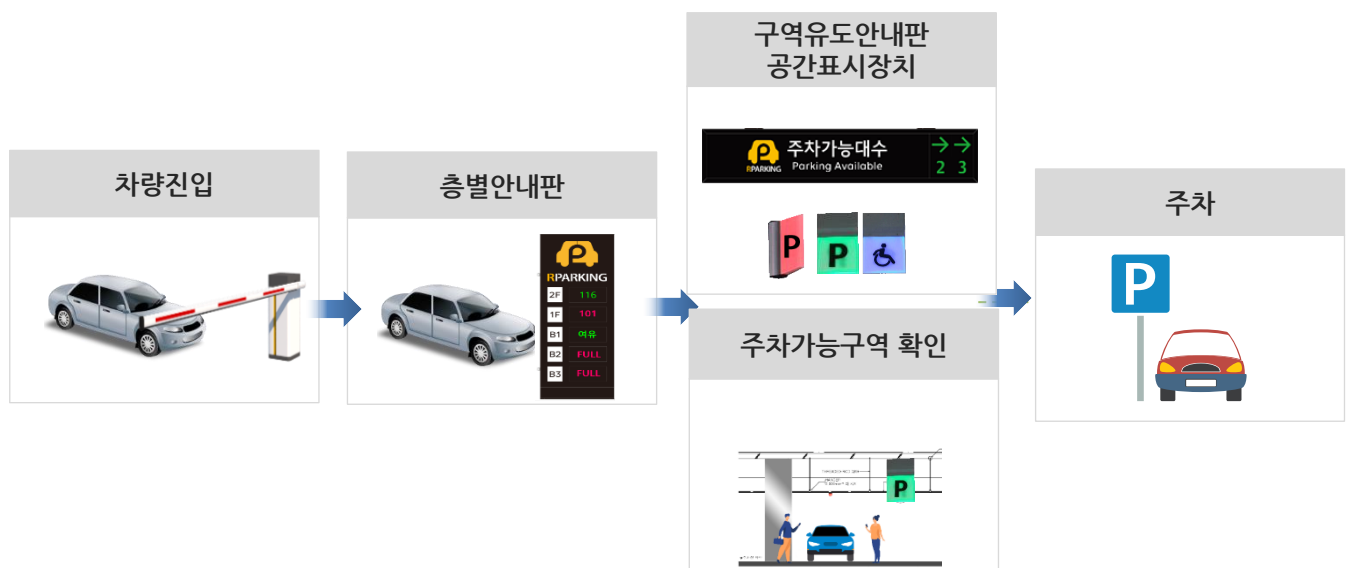 차량진입
층별안내판
RPARKING
2F 116
1F 101
B1 여유
B2 FULL
B3 FULL
구역유도안내판
공간표시장치
RPARKING
주차가능대수
Parking Available
→ →
2 3
P
P
주차가능구역 확인
P
주차
P